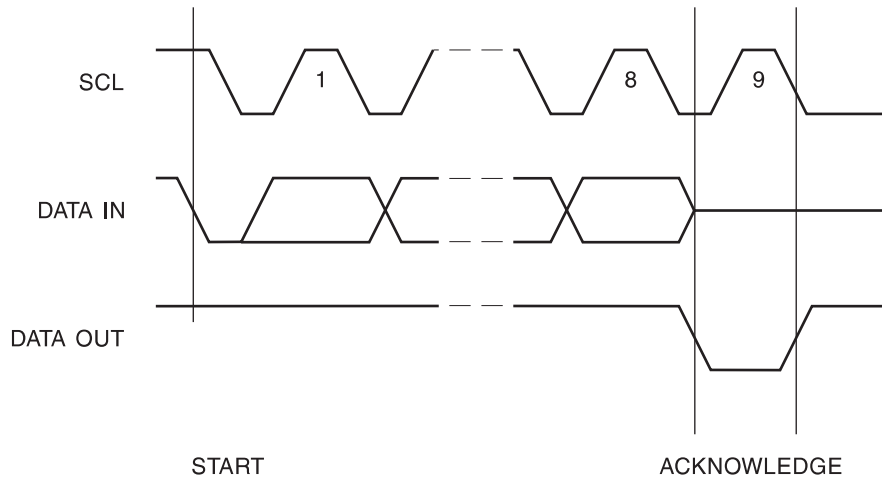 SCL
1
8
9
DATA IN
DATA OUT
START
ACKNOWLEDGE